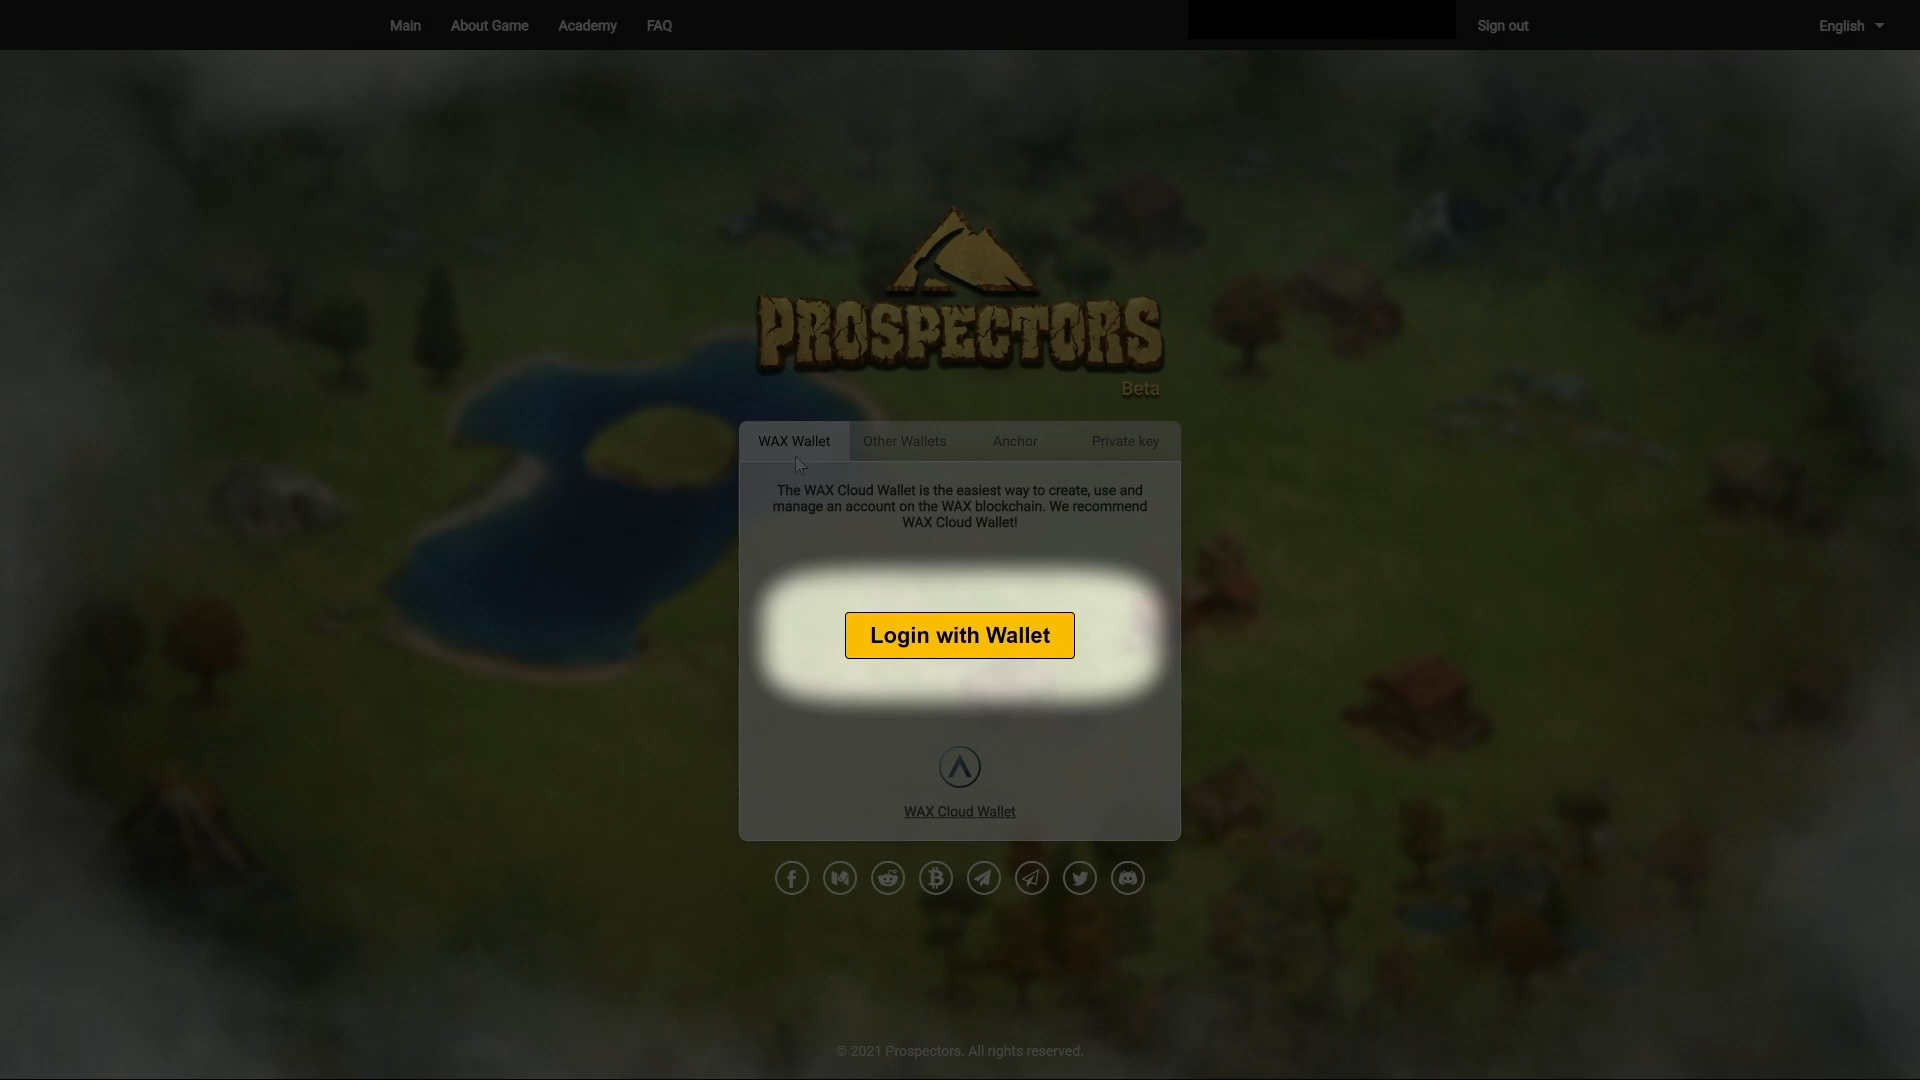 Main About Game Academy FAQ Sign out English
PROSPECTORS
Beta
WAX Wallet Other Wallets Anchor Private key
The WAX Cloud Wallet is the easiest way to create, use and
manage an account on the WAX blockchain. We recommend
WAX Cloud Wallet!
Login with Wallet
WAX Cloud Wallet
© 2021 Prospectors. All rights reserved.